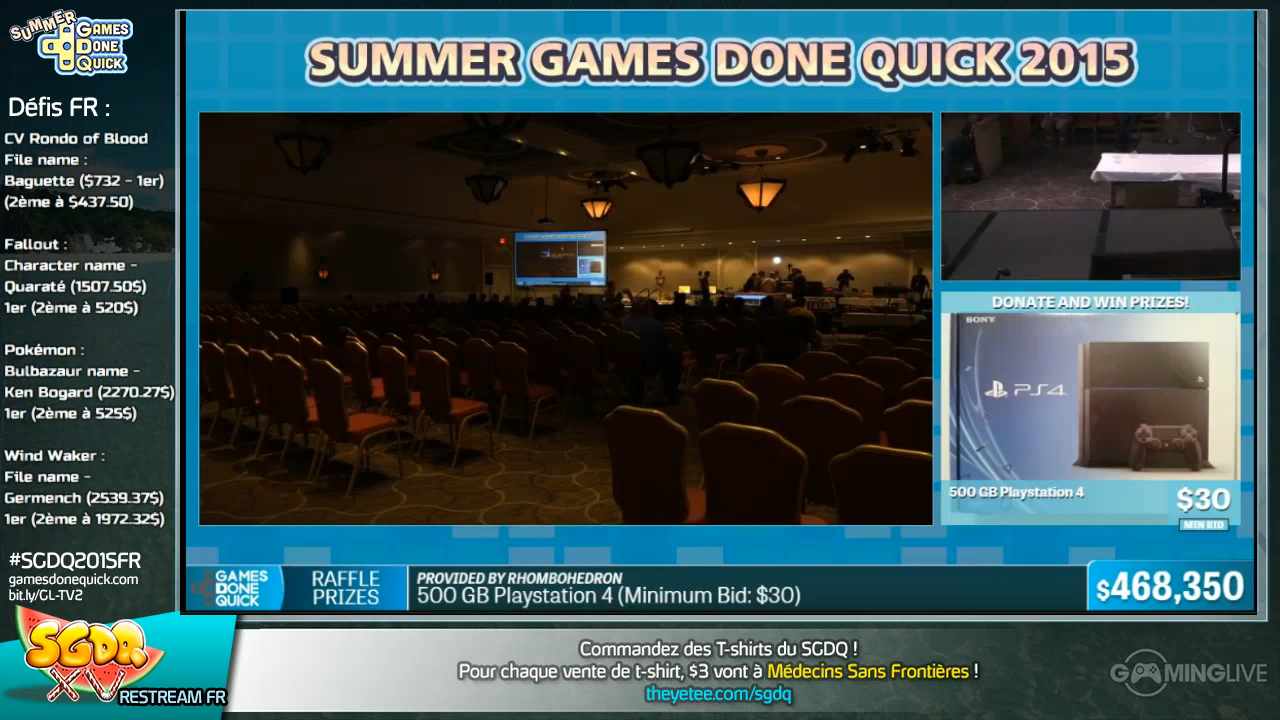 SUMMER
GAMES
DONE
QUICK
Défis FR :
CV Rondo of Blood
File name :
Baguette ($732 - 1er)
(2ème à $437.50)
Fallout :
Character name -
Quaraté (1507.50$)
1er (2ème à 520$)
Pokémon :
Bulbazaur name -
Ken Bogard (2270.27$)
1er (2ème à 525$)
Wind Waker :
File name -
Germench (2539.37$)
1er (2ème à 1972.32$)
#SGDQ2015FR
gamesdonequick.com
bit.ly/GL-TV2
SGDQ
RESTREAM FR
SUMMER GAMES DONE QUICK 2015
DONATE AND WIN PRIZES!
SONY
PS4
500 GB Playstation 4
$30
MIN BID
GAMES
DONE
QUICK
RAFFLE
PRIZES
PROVIDED BY RHOMBOHEDRON
500 GB Playstation 4 (Minimum Bid: $30)
$468,350
Commandez des T-shirts du SGDQ !
Pour chaque vente de t-shirt, $3 vont à Médecins Sans Frontières !
theyetee.com/sgdq
GAMINGLIVE